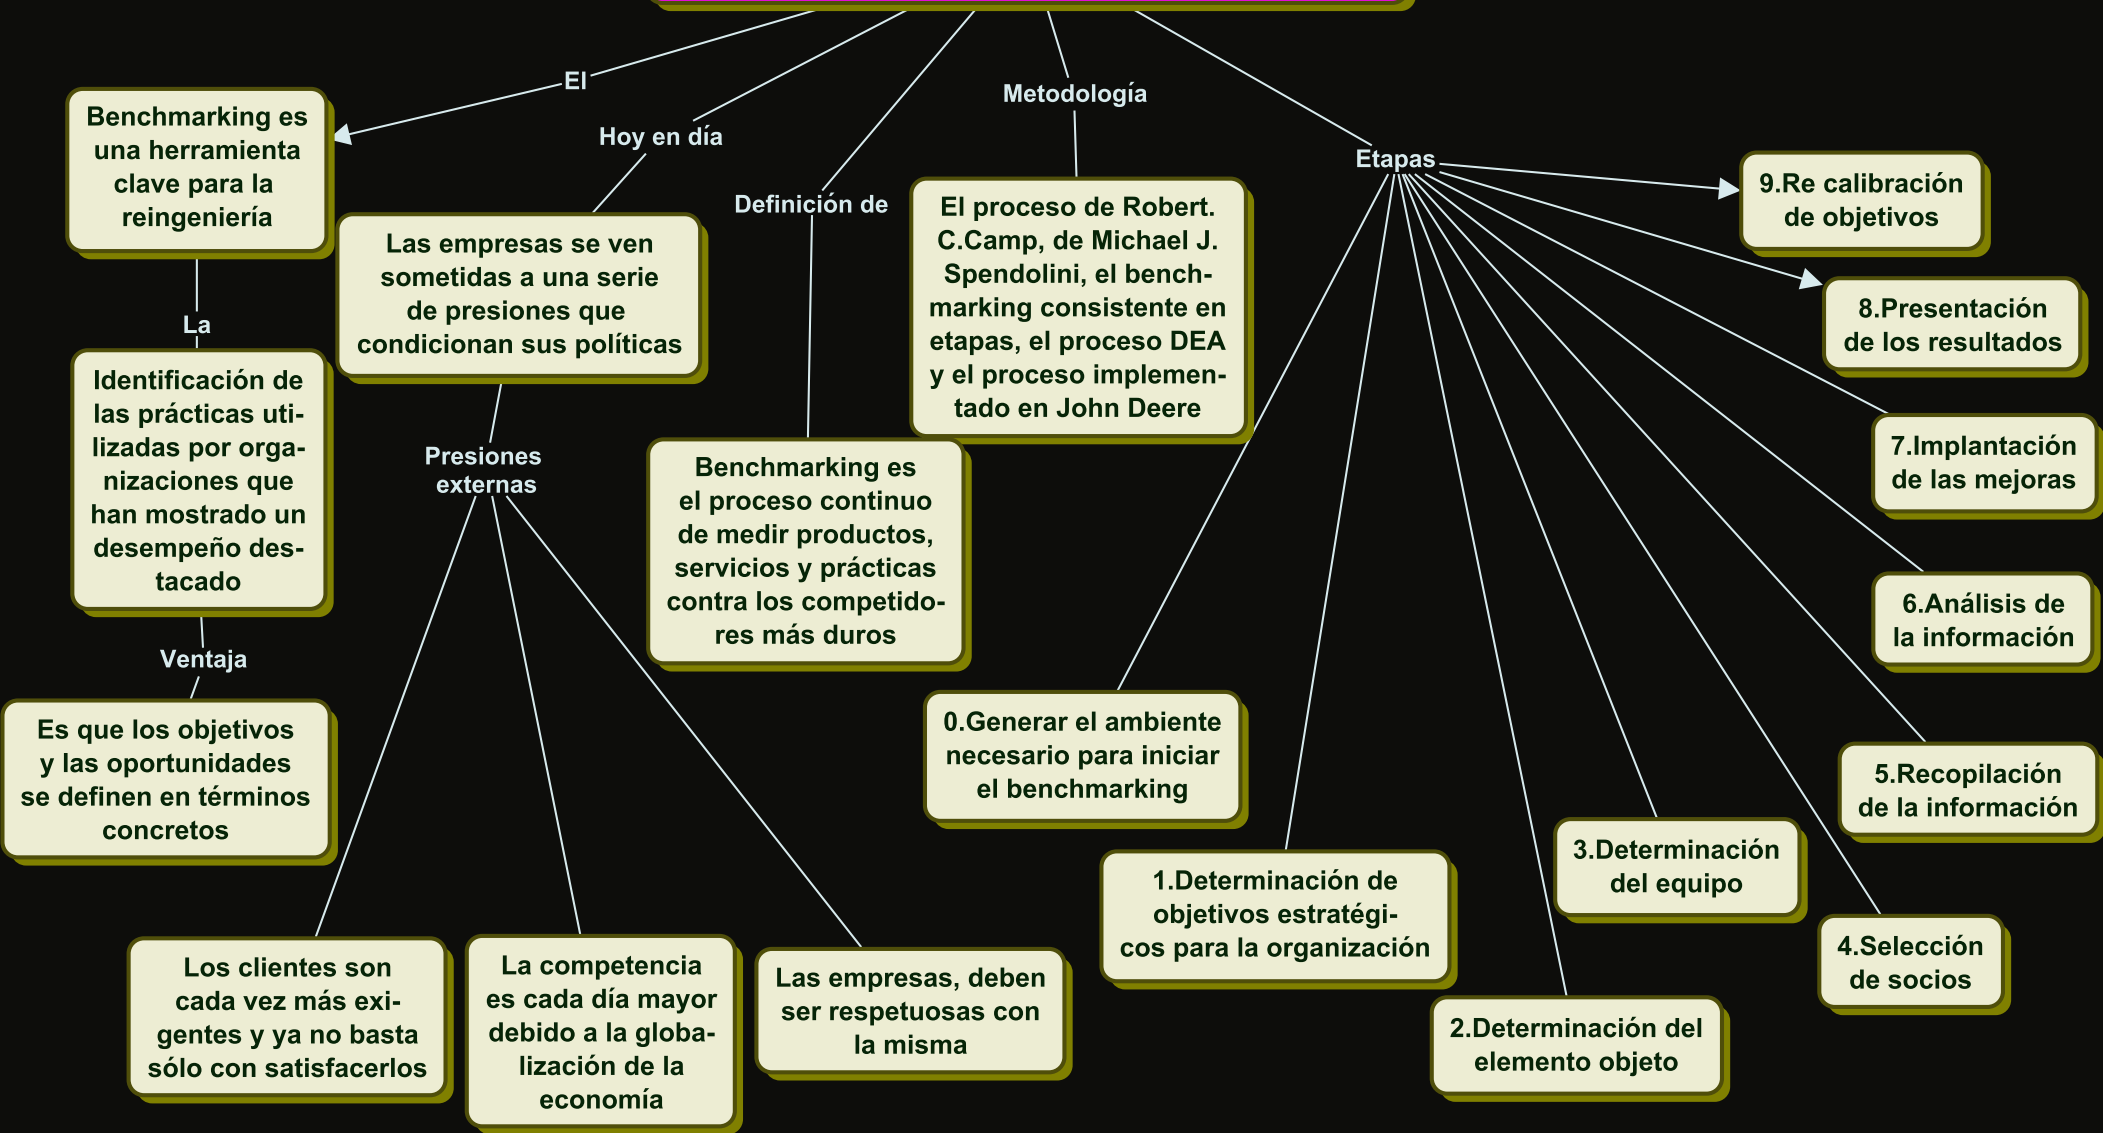 El
Benchmarking es
una herramienta
clave para la
reingeniería
La
Identificación de
las prácticas uti-
lizadas por orga-
nizaciones que
han mostrado un
desempeño des-
tacado
Ventaja
Es que los objetivos
y las oportunidades
se definen en términos
concretos
Hoy en día
Las empresas se ven
sometidas a una serie
de presiones que
condicionan sus políticas
Presiones
externas
Los clientes son
cada vez más exi-
gentes y ya no basta
sólo con satisfacerlos
La competencia
es cada día mayor
debido a la globa-
lización de la
economía
Las empresas, deben
ser respetuosas con
la misma
Definición de
Benchmarking es
el proceso continuo
de medir productos,
servicios y prácticas
contra los competido-
res más duros
Metodología
El proceso de Robert.
C.Camp, de Michael J.
Spendolini, el bench-
marking consistente en
etapas, el proceso DEA
y el proceso implemen-
tado en John Deere
Etapas
0.Generar el ambiente
necesario para iniciar
el benchmarking
1.Determinación de
objetivos estratégi-
cos para la organización
2.Determinación del
elemento objeto
3.Determinación
del equipo
4.Selección
de socios
5.Recopilación
de la información
6.Análisis de
la información
7.Implantación
de las mejoras
8.Presentación
de los resultados
9.Re calibración
de objetivos